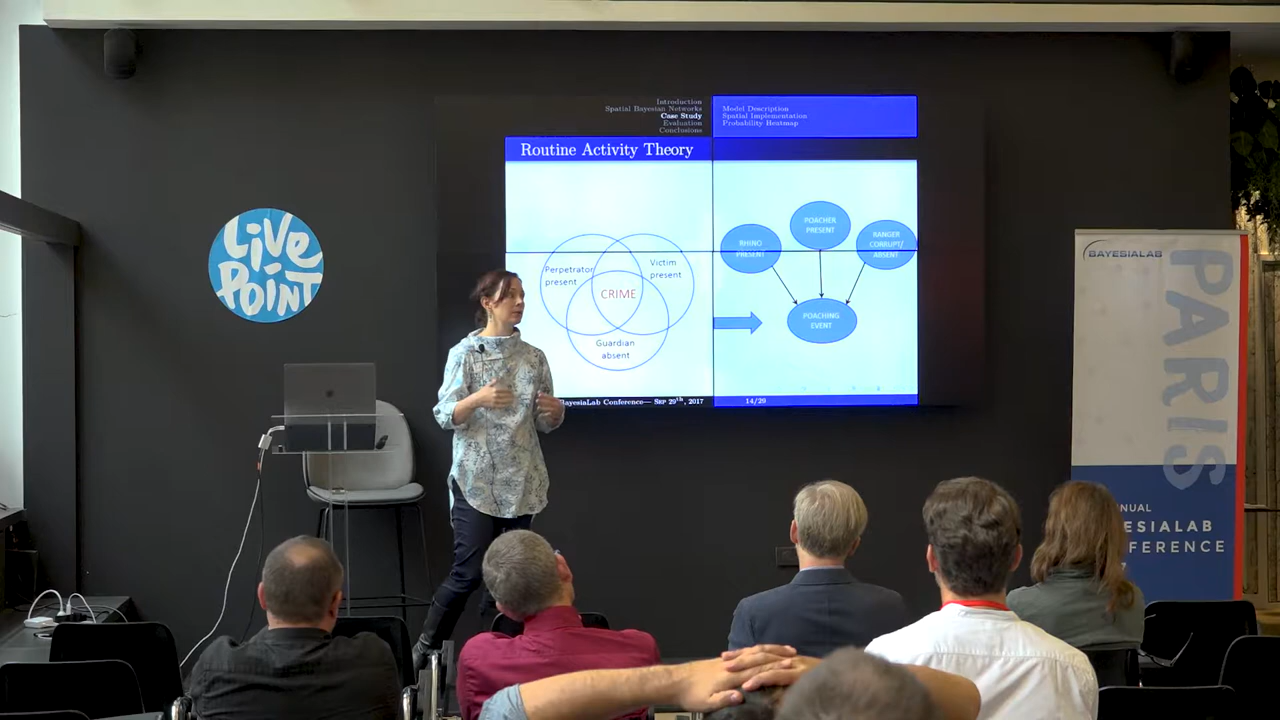 Introduction
Spatial Bayesian Networks
Case Study
Evaluation
Conclusions
Model Description
Spatial Implementation
Probability Heatmap
Routine Activity Theory
Perpetrator
present
Victim
present
CRIME
Guardian
absent
RHINO
PRESENT
POACHER
PRESENT
RANGER
CORRUPT/
ABSENT
POACHING
EVENT
BayesiaLab Conference— Sep 29th, 2017
14/29
LIVE
POINT
BAYESIALAB
PARIS
NUAL
ESIALAB
FERENCE
7